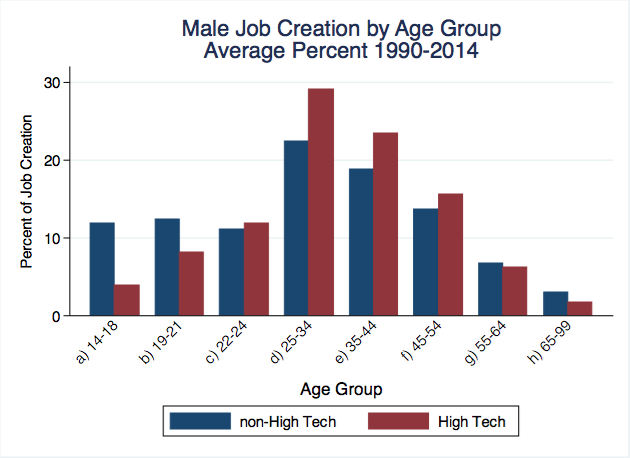 Male Job Creation by Age Group
Average Percent 1990-2014
Percent of Job Creation
30
20
10
0
a) 14-18
b) 19-21
c) 22-24
d) 25-34
e) 35-44
f) 45-54
g) 55-64
h) 65-99
Age Group
non-High Tech
High Tech